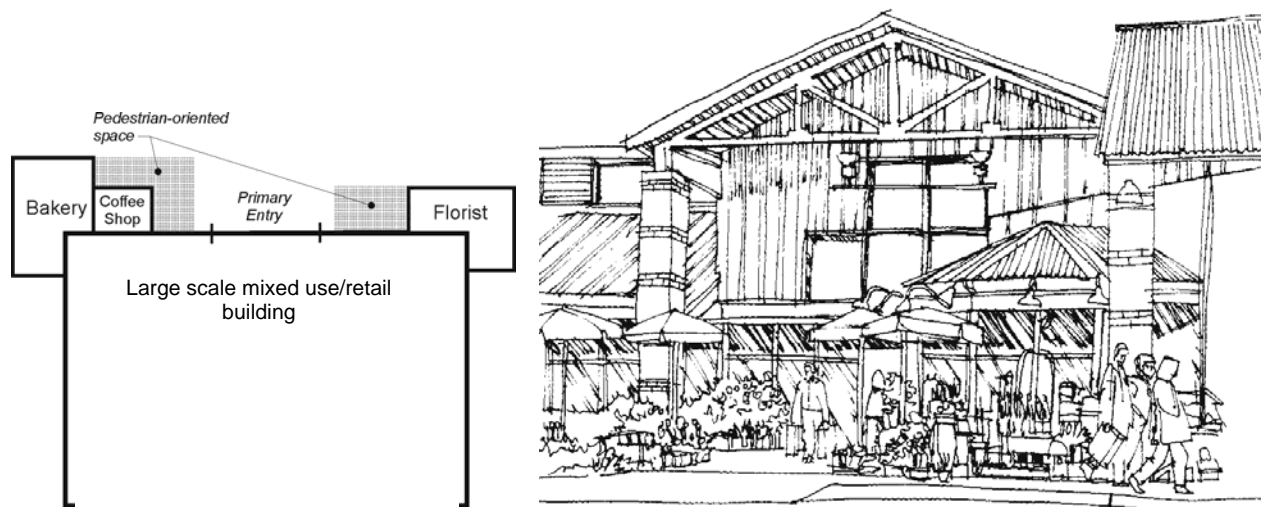 Pedestrian-oriented
space
Bakery
Coffee
Shop
Primary
Entry
Florist
Large scale mixed use/retail
building